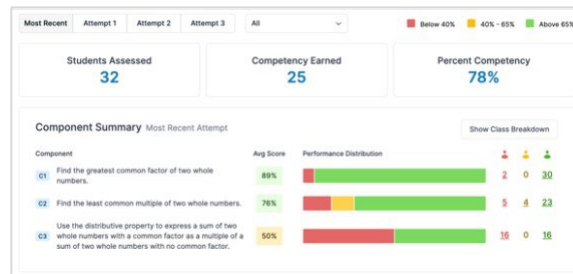 Most Recent Attempt 1 Attempt 2 Attempt 3 All Below 40% 40% - 65% Above 65%
Students Assessed Competency Earned Percent Competency
32 25 78%
Component Summary Most Recent Attempt Show Class Breakdown
Component Avg Score Performance Distribution
C1 Find the greatest common factor of two whole
numbers. 89% 2 0 30
C2 Find the least common multiple of two whole numbers. 76% 5 4 23
Use the distributive property to express a sum of two
C3 whole numbers with a common factor as a multiple of a 50% 16 0 16
sum of two whole numbers with no common factor.